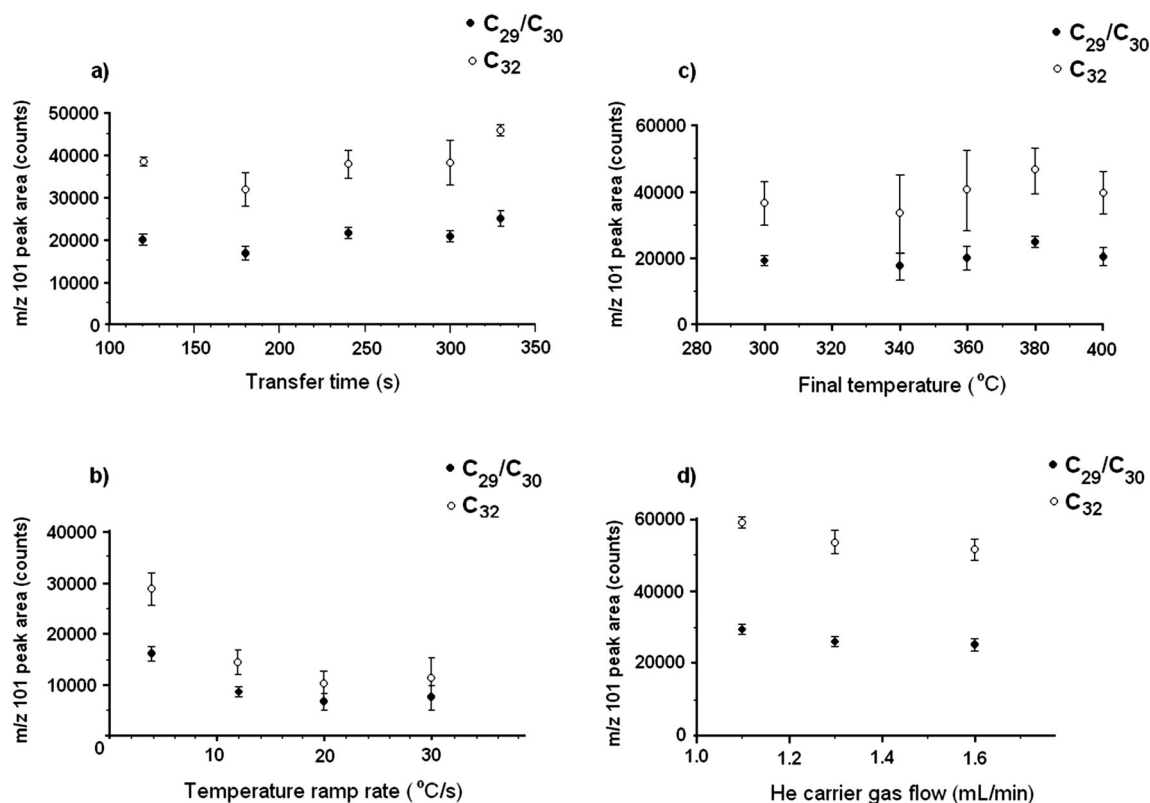 C29/C30
C32
a)
m/z 101 peak area (counts)
50000
40000
30000
20000
10000
0
100 150 200 250 300 350
Transfer time (s)
C29/C30
C32
c)
m/z 101 peak area (counts)
60000
40000
20000
0
280 300 320 340 360 380 400
Final temperature (°C)
C29/C30
C32
b)
m/z 101 peak area (counts)
40000
30000
20000
10000
0 10 20 30
Temperature ramp rate (°C/s)
C29/C30
C32
d)
m/z 101 peak area (counts)
60000
40000
20000
0
1.0 1.2 1.4 1.6
He carrier gas flow (mL/min)